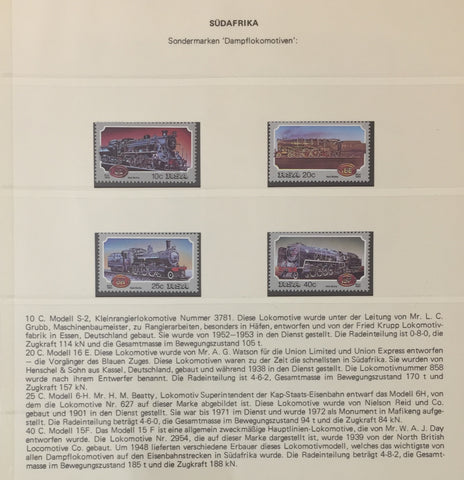 SÜDAFRIKA
Sondermarken 'Dampflokomotiven':
10c RSA
RSA 20c
25c RSA
RSA 40c
10 C. Modell S-2, Kleinrangierlokomotive Nummer 3781. Diese Lokomotive wurde unter der Leitung von Mr. L. C.
Grubb, Maschinenbaumeister, zu Rangierarbeiten, besonders in Häfen, entworfen und von Fried Krupp Lokomotiv-
fabrik in Essen, Deutschland gebaut. Sie wurde von 1952-1953 in den Dienst gestellt. Die Radeinteilung ist 0-8-0, die
Zugkraft 114 kN und die Gesamtmasse im Bewegungszustand 105 t.
20 C. Modell 16 E. Diese Lokomotive wurde von Mr. A. G. Watson für die Union Limited und Union Express entworfen
– die Vorgänger des Blauen Zuges. Diese Lokomotiven waren zu der Zeit die schnellsten in Südafrika. Sie wurden von
Henschel & Sohn aus Kassel, Deutschland, gebaut und während 1938 in den Dienst gestellt. Die Lokomotivnummer 858
wurde nach ihrem Entwerfer benannt. Die Radeinteilung ist 4-6-2, Gesamtmasse im Bewegungszustand 170 t und
Zugkraft 157 kN.
25 C. Modell 6-H. Mr. H. M. Beatty, Lokomotiv Superintendent der Kap-Staats-Eisenbahn entwarf das Modell 6H, von
dem die Lokomotive Nr. 627 auf dieser Marke abgebildet ist. Diese Lokomotive wurde von Nielson Reid und Co.
gebaut und 1901 in den Dienst gestellt. Sie war bis 1971 im Dienst und wurde 1972 als Monument in Mafikeng aufge-
stellt. Die Radeinteilung beträgt 4-6-0, die Gesamtmasse im Bewegungszustand 94 t und die Zugkraft 84 kN.
40 C. Modell 15F. Das Modell 15 F ist eine allgemein zweckmäßige Hauptlinien-Lokomotive, die von Mr. W. A. J. Day
entworfen wurde. Die Lokomotive Nr. 2954, die auf dieser Marke dargestellt ist, wurde 1939 von der North British
Locomotive Co. gebaut. Um 1948 lieferten verschiedene Erbauer dieses Lokomotivmodell, welches das wichtigste von
allen Dampflokomotiven auf den Eisenbahnstrecken in Südafrika wurde. Die Radeinteilung beträgt 4-8-2, die Gesamt-
masse im Bewegungszustand 185 t und die Zugkraft 188 kN.